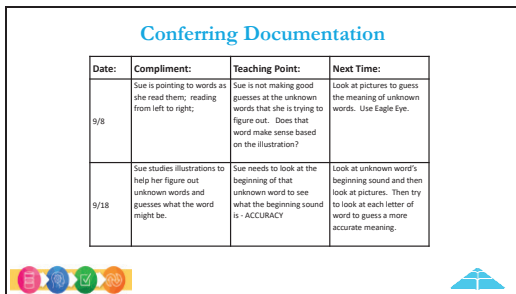 Conferring Documentation
Date: Compliment: Teaching Point: Next Time:
9/8
Sue is pointing to words as
she read them; reading
from left to right;
Sue is not making good
guesses at the unknown
words that she is trying to
figure out. Does that
word make sense based
on the illustration?
Look at pictures to guess
the meaning of unknown
words. Use Eagle Eye.
9/18
Sue studies illustrations to
help her figure out
unknown words and
guesses what the word
might be.
Sue needs to look at the
beginning of that
unknown word to see
what the beginning sound
is - ACCURACY
Look at unknown word's
beginning sound and then
look at pictures. Then try
to look at each letter of
word to guess a more
accurate meaning.